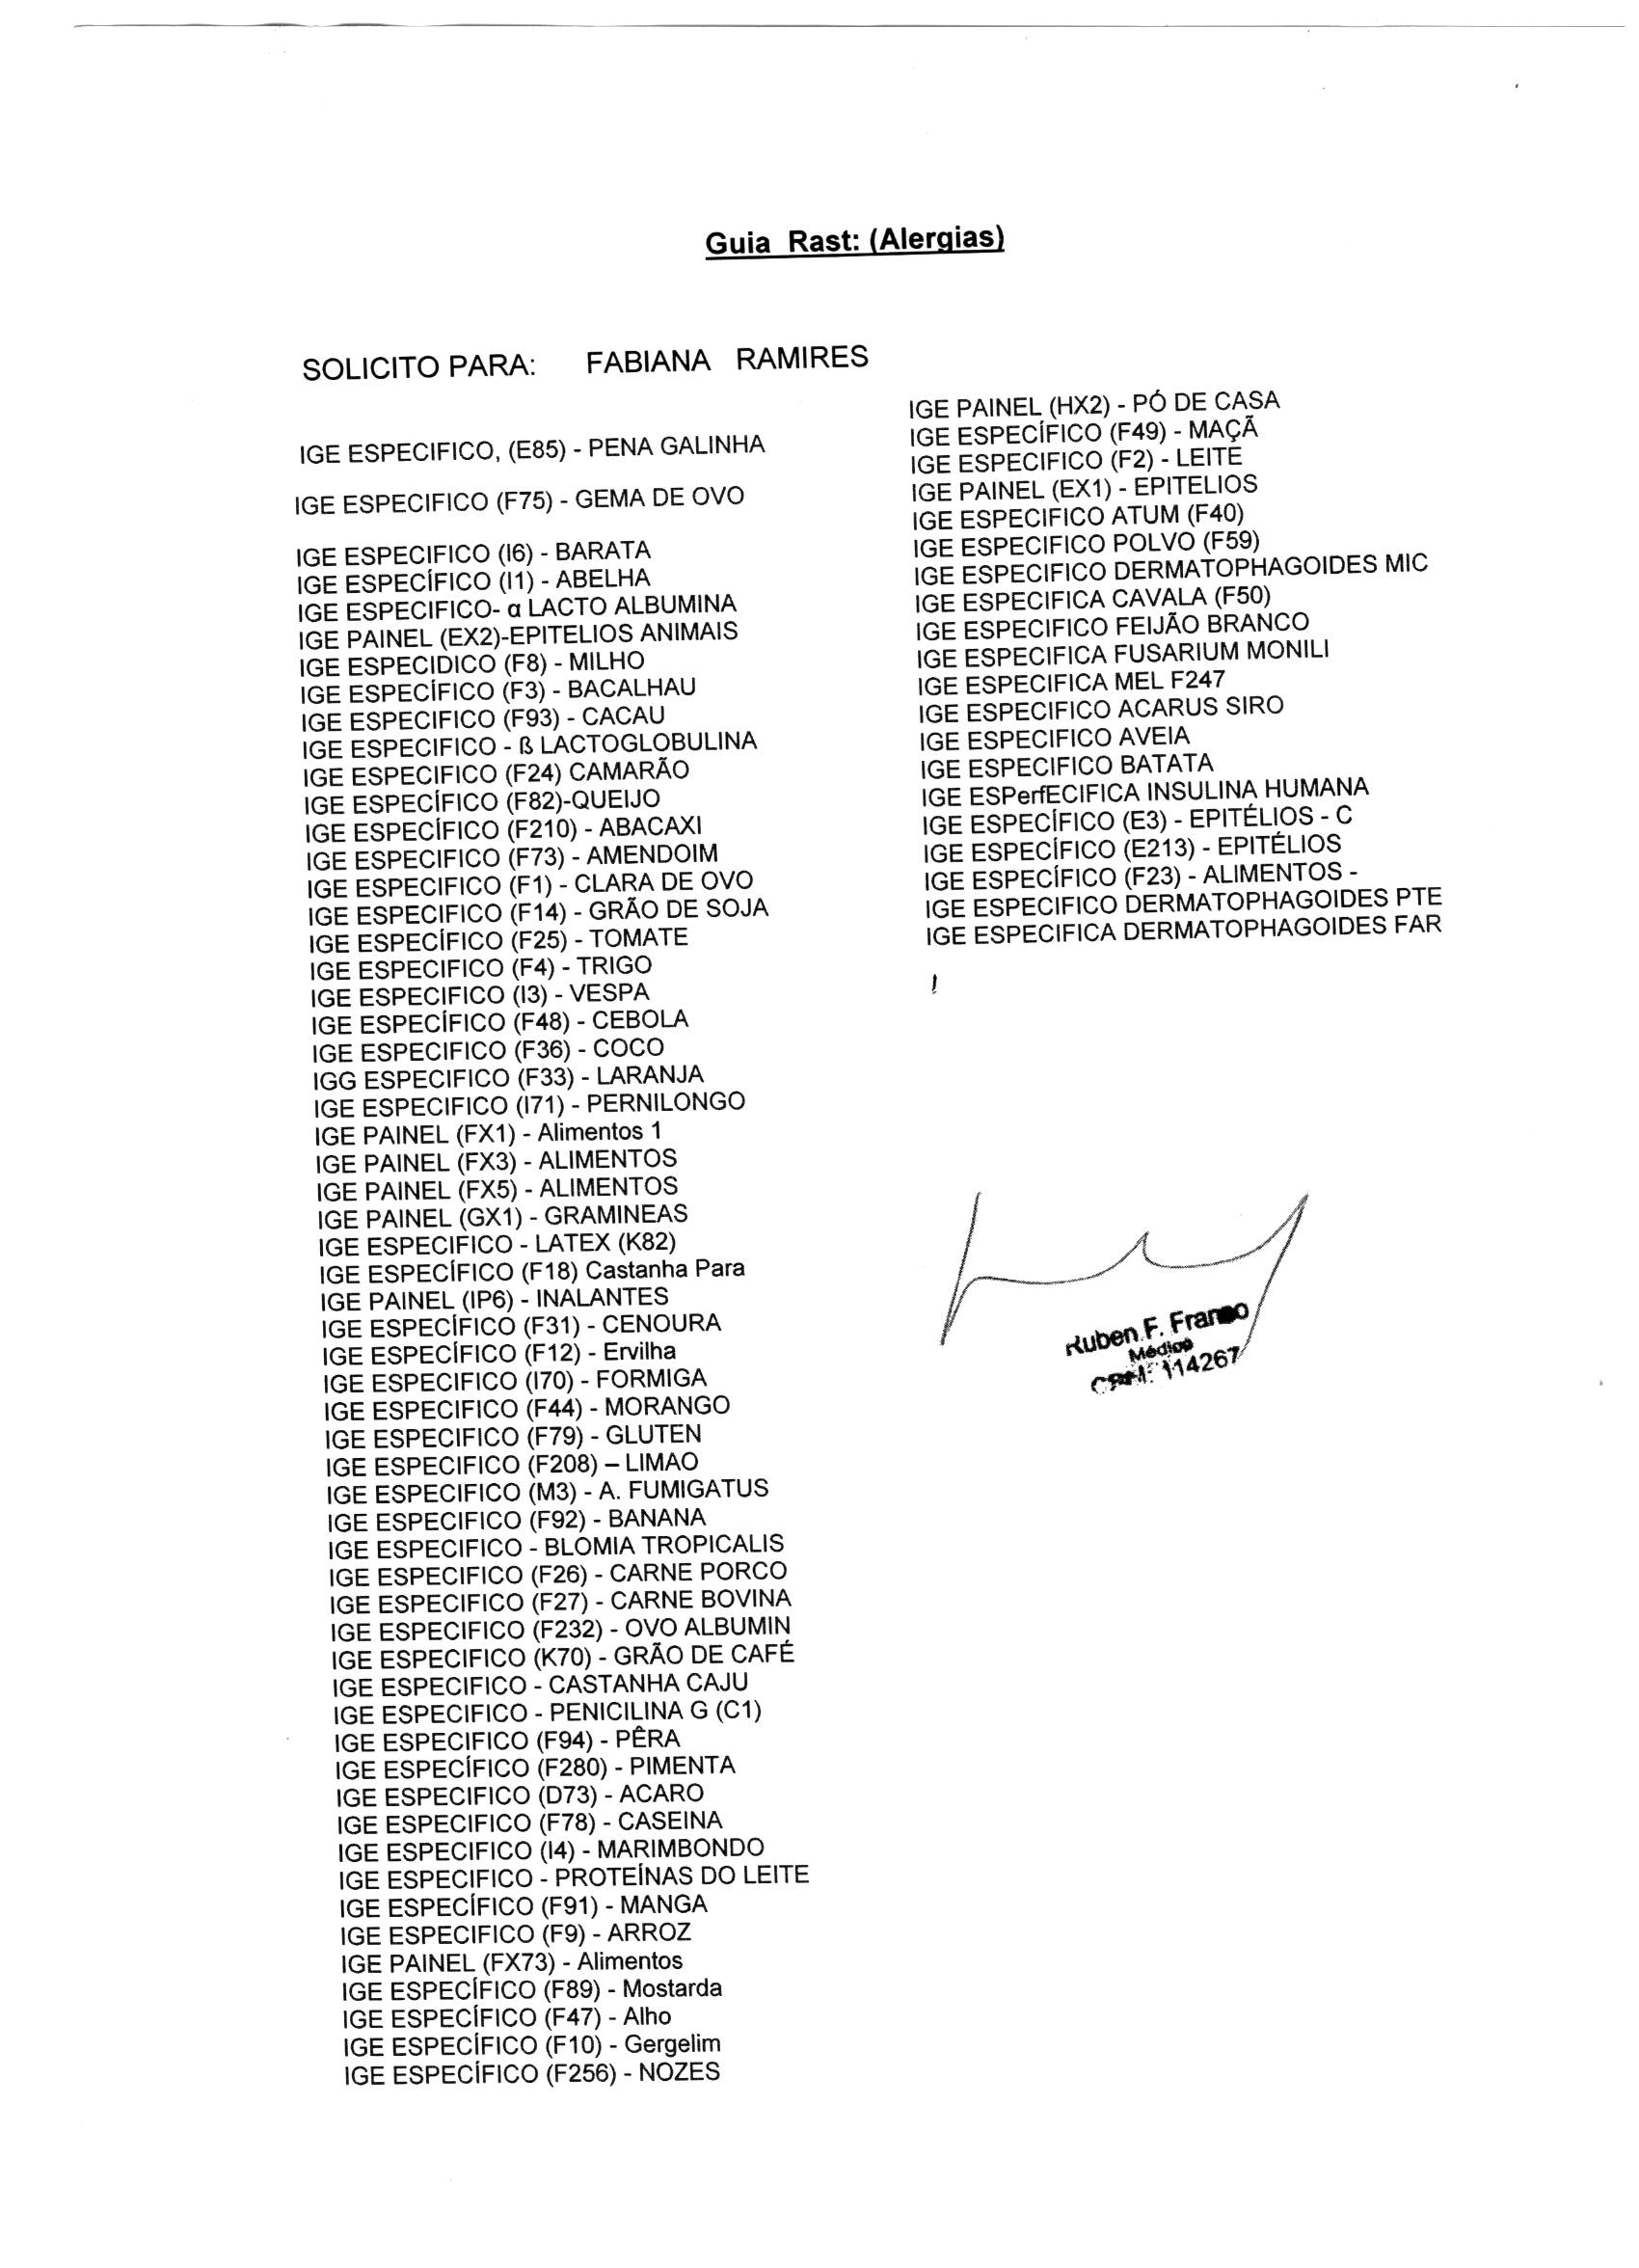 Guia Rast: (Alergias)
SOLICITO PARA: FABIANA RAMIRES
IGE ESPECIFICO, (E85) - PENA GALINHA
IGE ESPECIFICO (F75) - GEMA DE OVO
IGE ESPECIFICO (I6) - BARATA
IGE ESPECÍFICO (I1) - ABELHA
IGE ESPECIFICO- α LACTO ALBUMINA
IGE PAINEL (EX2)-EPITELIOS ANIMAIS
IGE ESPECIDICO (F8) - MILHO
IGE ESPECÍFICO (F3) - BACALHAU
IGE ESPECIFICO (F93) - CACAU
IGE ESPECIFICO - ß LACTOGLOBULINA
IGE ESPECIFICO (F24) CAMARÃO
IGE ESPECÍFICO (F82)-QUEIJO
IGE ESPECÍFICO (F210) - ABACAXI
IGE ESPECIFICO (F73) - AMENDOIM
IGE ESPECIFICO (F1) - CLARA DE OVO
IGE ESPECIFICO (F14) - GRÃO DE SOJA
IGE ESPECÍFICO (F25) - TOMATE
IGE ESPECIFICO (F4) - TRIGO
IGE ESPECIFICO (I3) - VESPA
IGE ESPECÍFICO (F48) - CEBOLA
IGE ESPECIFICO (F36) - COCO
IGG ESPECIFICO (F33) - LARANJA
IGE ESPECIFICO (I71) - PERNILONGO
IGE PAINEL (FX1) - Alimentos 1
IGE PAINEL (FX3) - ALIMENTOS
IGE PAINEL (FX5) - ALIMENTOS
IGE PAINEL (GX1) - GRAMINEAS
IGE ESPECIFICO - LATEX (K82)
IGE ESPECÍFICO (F18) Castanha Para
IGE PAINEL (IP6) - INALANTES
IGE ESPECÍFICO (F31) - CENOURA
IGE ESPECÍFICO (F12) - Ervilha
IGE ESPECIFICO (I70) - FORMIGA
IGE ESPECIFICO (F44) - MORANGO
IGE ESPECIFICO (F79) - GLUTEN
IGE ESPECIFICO (F208) – LIMAO
IGE ESPECIFICO (M3) - A. FUMIGATUS
IGE ESPECIFICO (F92) - BANANA
IGE ESPECIFICO - BLOMIA TROPICALIS
IGE ESPECIFICO (F26) - CARNE PORCO
IGE ESPECIFICO (F27) - CARNE BOVINA
IGE ESPECIFICO (F232) - OVO ALBUMIN
IGE ESPECIFICO (K70) - GRÃO DE CAFÉ
IGE ESPECIFICO - CASTANHA CAJU
IGE ESPECIFICO - PENICILINA G (C1)
IGE ESPECIFICO (F94) - PÊRA
IGE ESPECÍFICO (F280) - PIMENTA
IGE ESPECIFICO (D73) - ACARO
IGE ESPECIFICO (F78) - CASEINA
IGE ESPECIFICO (I4) - MARIMBONDO
IGE ESPECIFICO - PROTEÍNAS DO LEITE
IGE ESPECÍFICO (F91) - MANGA
IGE ESPECIFICO (F9) - ARROZ
IGE PAINEL (FX73) - Alimentos
IGE ESPECÍFICO (F89) - Mostarda
IGE ESPECÍFICO (F47) - Alho
IGE ESPECÍFICO (F10) - Gergelim
IGE ESPECÍFICO (F256) - NOZES
IGE PAINEL (HX2) - PÓ DE CASA
IGE ESPECÍFICO (F49) - MAÇÃ
IGE ESPECIFICO (F2) - LEITE
IGE PAINEL (EX1) - EPITELIOS
IGE ESPECIFICO ATUM (F40)
IGE ESPECIFICO POLVO (F59)
IGE ESPECIFICO DERMATOPHAGOIDES MIC
IGE ESPECIFICA CAVALA (F50)
IGE ESPECIFICO FEIJÃO BRANCO
IGE ESPECIFICA FUSARIUM MONILI
IGE ESPECIFICA MEL F247
IGE ESPECIFICO ACARUS SIRO
IGE ESPECIFICO AVEIA
IGE ESPECIFICO BATATA
IGE ESPerfECIFICA INSULINA HUMANA
IGE ESPECÍFICO (E3) - EPITÉLIOS - C
IGE ESPECÍFICO (E213) - EPITÉLIOS
IGE ESPECÍFICO (F23) - ALIMENTOS -
IGE ESPECIFICO DERMATOPHAGOIDES PTE
IGE ESPECIFICA DERMATOPHAGOIDES FAR
Ruben F. Franco
Médico
CRM: 114267